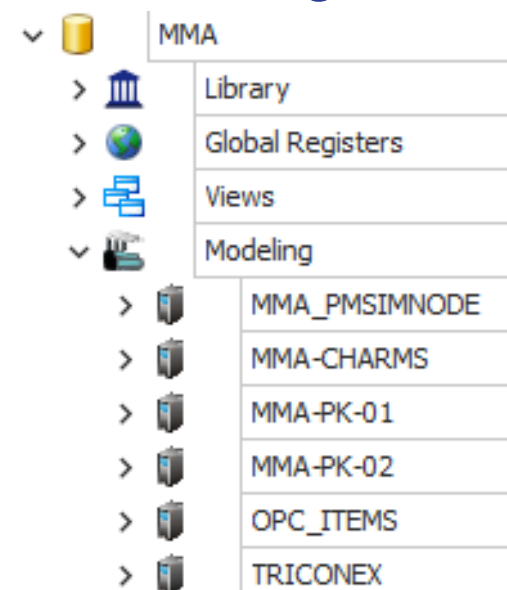 MMA
Library
Global Registers
Views
Modeling
MMA_PMSIMNODE
MMA-CHARMS
MMA-PK-01
MMA-PK-02
OPC_ITEMS
TRICONEX